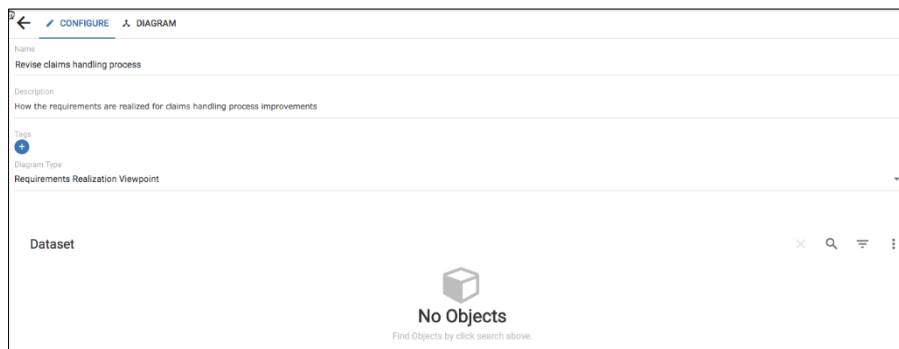 CONFIGURE DIAGRAM
Name
Revise claims handling process
Description
How the requirements are realized for claims handling process improvements
Tags
Diagram Type
Requirements Realization Viewpoint
Dataset
No Objects
Find Objects by click search above.